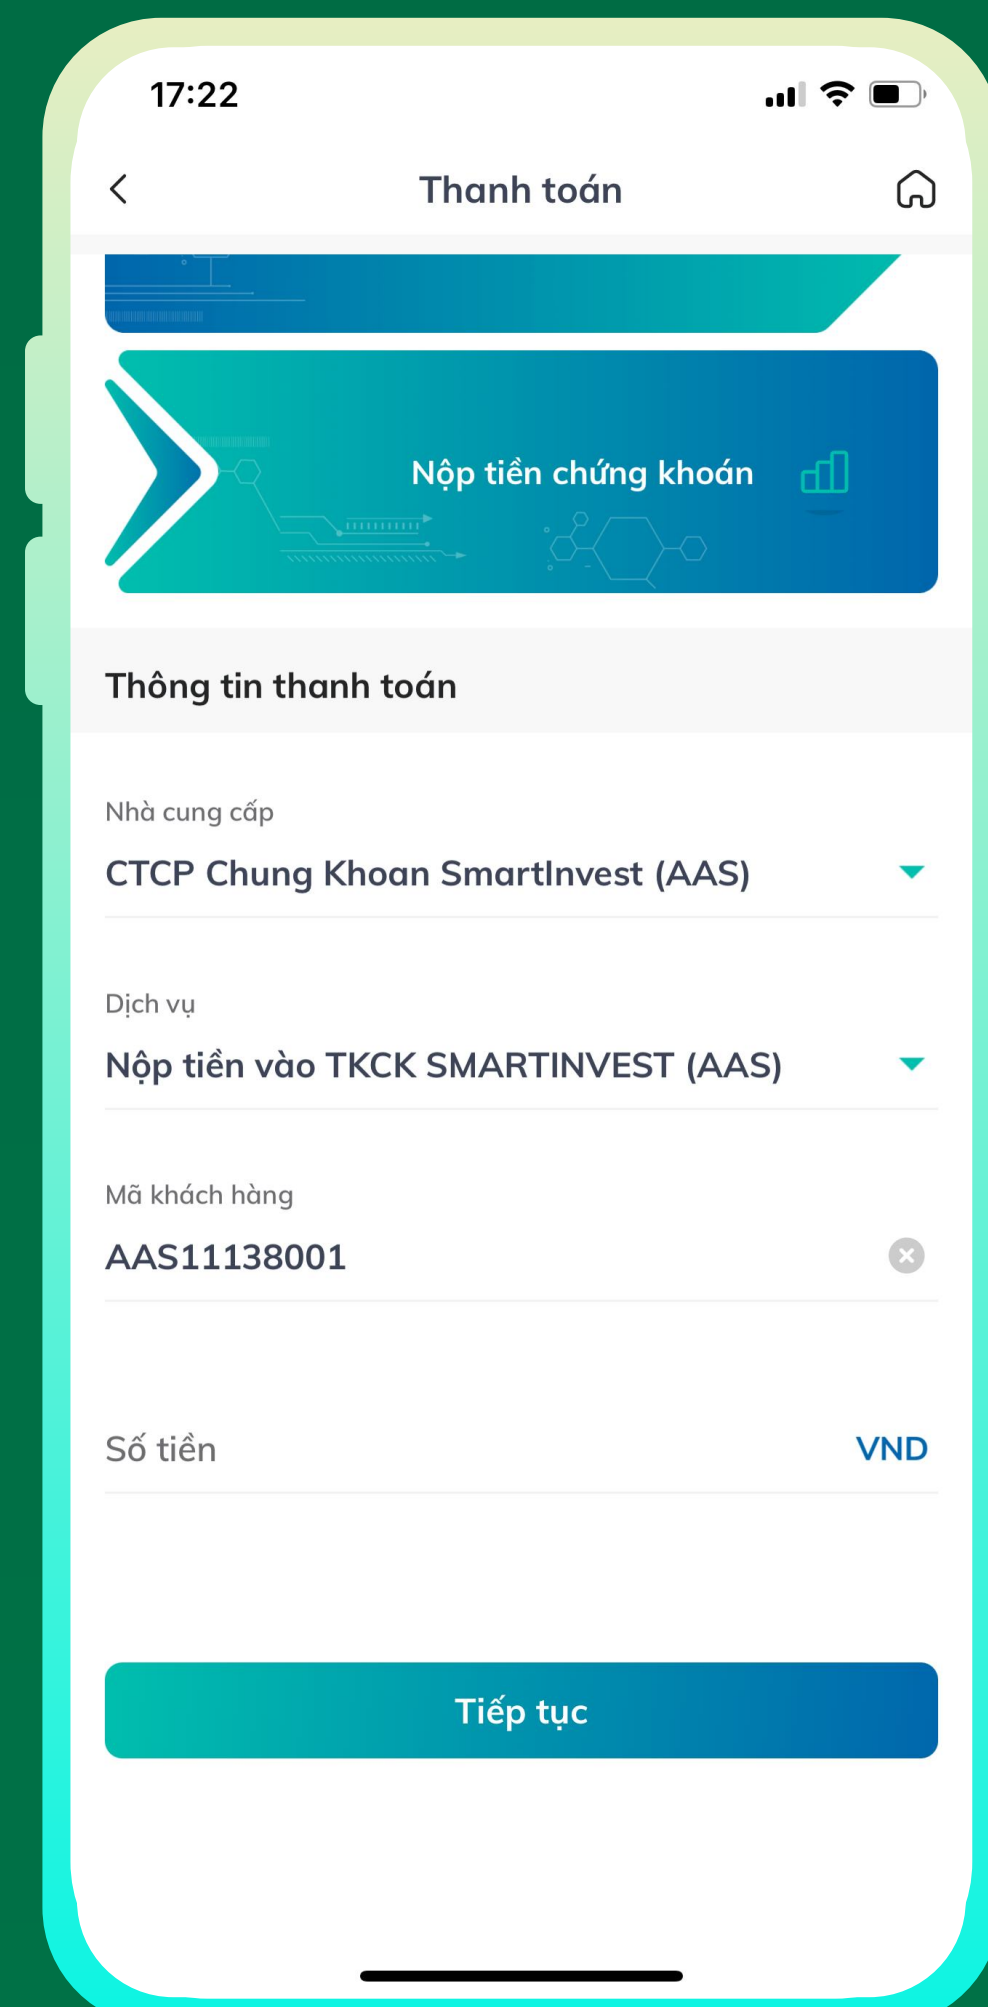 17:22
Thanh toán
Nộp tiền chứng khoán
Thông tin thanh toán
Nhà cung cấp
CTCP Chung Khoan SmartInvest (AAS)
Dịch vụ
Nộp tiền vào TKCK SMARTINVEST (AAS)
Mã khách hàng
AAS11138001
Số tiền VND
Tiếp tục